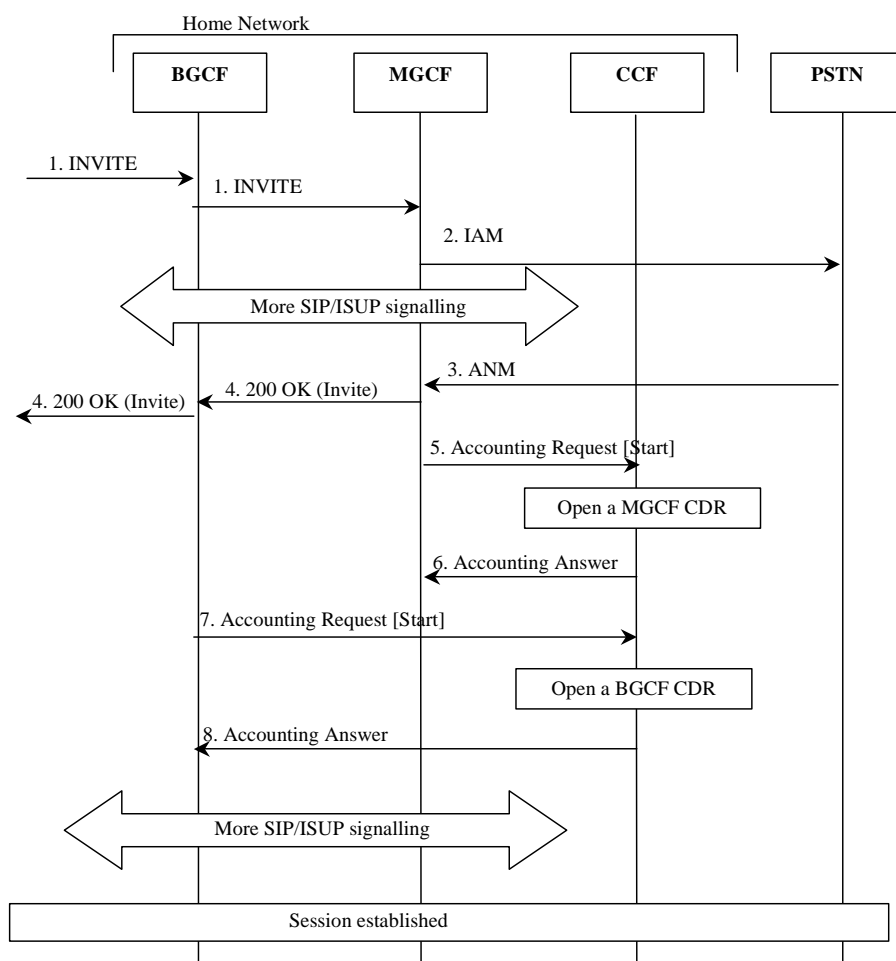 Home Network
BGCF
MGCF
CCF
PSTN
1. INVITE
1. INVITE
2. IAM
More SIP/ISUP signalling
3. ANM
4. 200 OK (Invite)
4. 200 OK (Invite)
5. Accounting Request [Start]
Open a MGCF CDR
6. Accounting Answer
7. Accounting Request [Start]
Open a BGCF CDR
8. Accounting Answer
More SIP/ISUP signalling
Session established